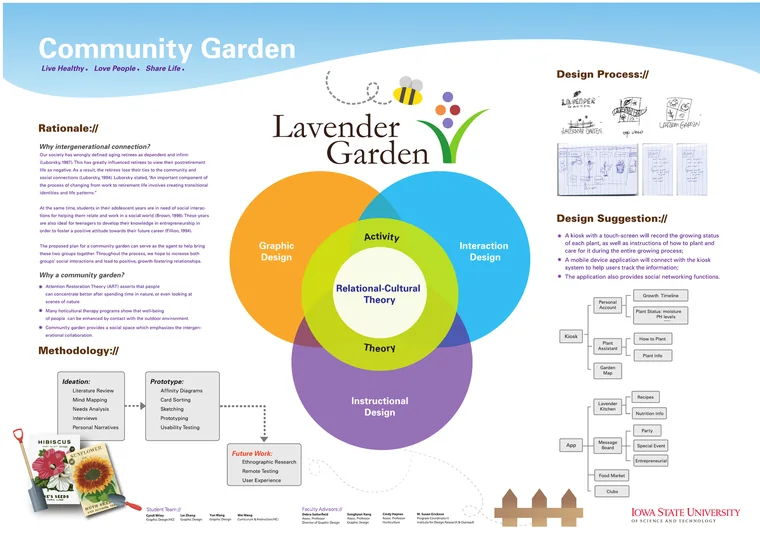 Community Garden
Live Healthy. Love People. Share Life.
Rationale://
Why intergenerational connection?
Our society has wrongly defined aging retirees as dependent and infirm
(Luborsky, 1987). This has greatly influenced retirees to view their postretirement
life as negative. As a result, the retirees lose their ties to the community and
social connections (Luborsky, 1994). Luborsky stated, "An important component of
the process of changing from work to retirement life involves creating transitional
identities and life patterns."
At the same time, students in their adolescent years are in need of social interac-
tions for helping them relate and work in a social world (Brown, 1998). These years
are also ideal for teenagers to develop their knowledge in entrepreneurship in
order to foster a positive attitude towards their future career (Fillion, 1994).
The proposed plan for a community garden can serve as the agent to help bring
these two groups together. Throughout the process, we hope to increase both
groups' social interactions and lead to positive, growth fostering relationships.
Why a community garden?
Attention Restoration Theory (ART) asserts that people
can concentrate better after spending time in nature, or even looking at
scenes of nature
Many horticultural therapy programs show that well-being
of people can be enhanced by contact with the outdoor environment.
Community garden provides a social space which emphasizes the intergen-
erational collaboration.
Methodology://
Ideation:
Literature Review
Mind Mapping
Needs Analysis
Interviews
Personal Narratives
Prototype:
Affinity Diagrams
Card Sorting
Sketching
Prototyping
Usability Testing
Future Work:
Ethnographic Research
Remote Testing
User Experience
HIBISCUS
SUNFLOWER
Lavender
Garden
Graphic
Design
Activity
Interaction
Design
Relational-Cultural
Theory
Theory
Instructional
Design
Design Process://
LAVENDER
GARDEN
LAVENDER GARDEN
Design Suggestion://
A kiosk with a touch-screen will record the growing status
of each plant, as well as instructions of how to plant and
care for it during the entire growing process;
A mobile device application will connect with the kiosk
system to help users track the information;
The application also provides social networking functions.
Kiosk
Personal
Account
Growth Timeline
Plant Status: moisture
PH levels
Plant
Assistant
How to Plant
Plant info
Garden
Map
App
Lavender
Kitchen
Recipes
Nutrition Info
Message
Board
Party
Special Event
Entrepreneurial
Food Market
Clubs
Student Team://
Faculty Advisors://
IOWA STATE UNIVERSITY
OF SCIENCE AND TECHNOLOGY